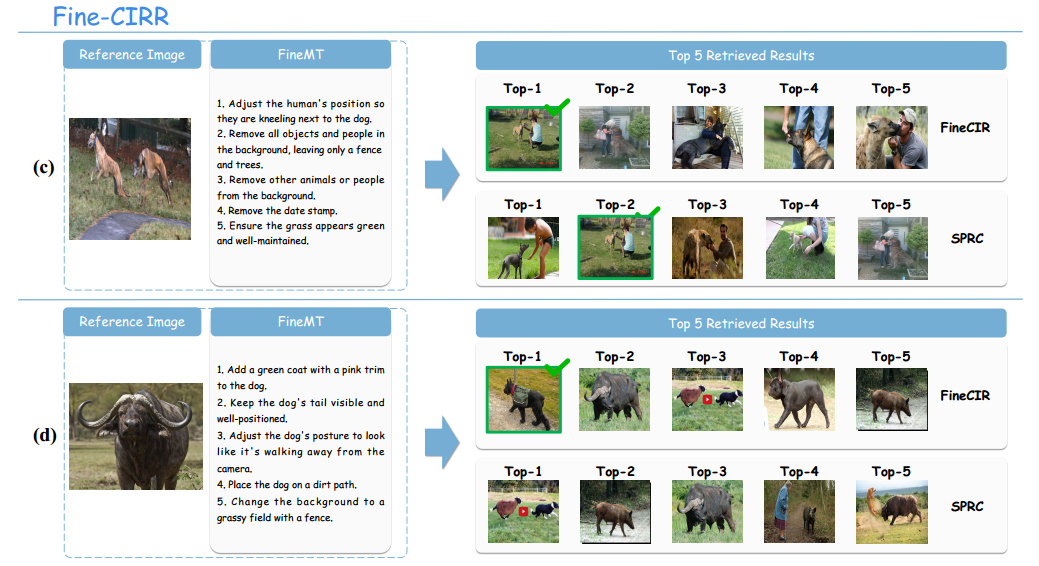 Fine-CIRR
(c)
Reference Image
FineMT
1. Adjust the human's position so
they are kneeling next to the dog.
2. Remove all objects and people in
the background, leaving only a fence
and trees.
3. Remove other animals or people
from the background.
4. Remove the date stamp.
5. Ensure the grass appears green
and well-maintained.
Top 5 Retrieved Results
Top-1 Top-2 Top-3 Top-4 Top-5
FineCIR
Top-1 Top-2 Top-3 Top-4 Top-5
SPRC
(d)
Reference Image
FineMT
1. Add a green coat with a pink trim
to the dog.
2. Keep the dog's tail visible and
well-positioned.
3. Adjust the dog's posture to look
like it's walking away from the
camera.
4. Place the dog on a dirt path.
5. Change the background to a
grassy field with a fence.
Top 5 Retrieved Results
Top-1 Top-2 Top-3 Top-4 Top-5
FineCIR
Top-1 Top-2 Top-3 Top-4 Top-5
SPRC